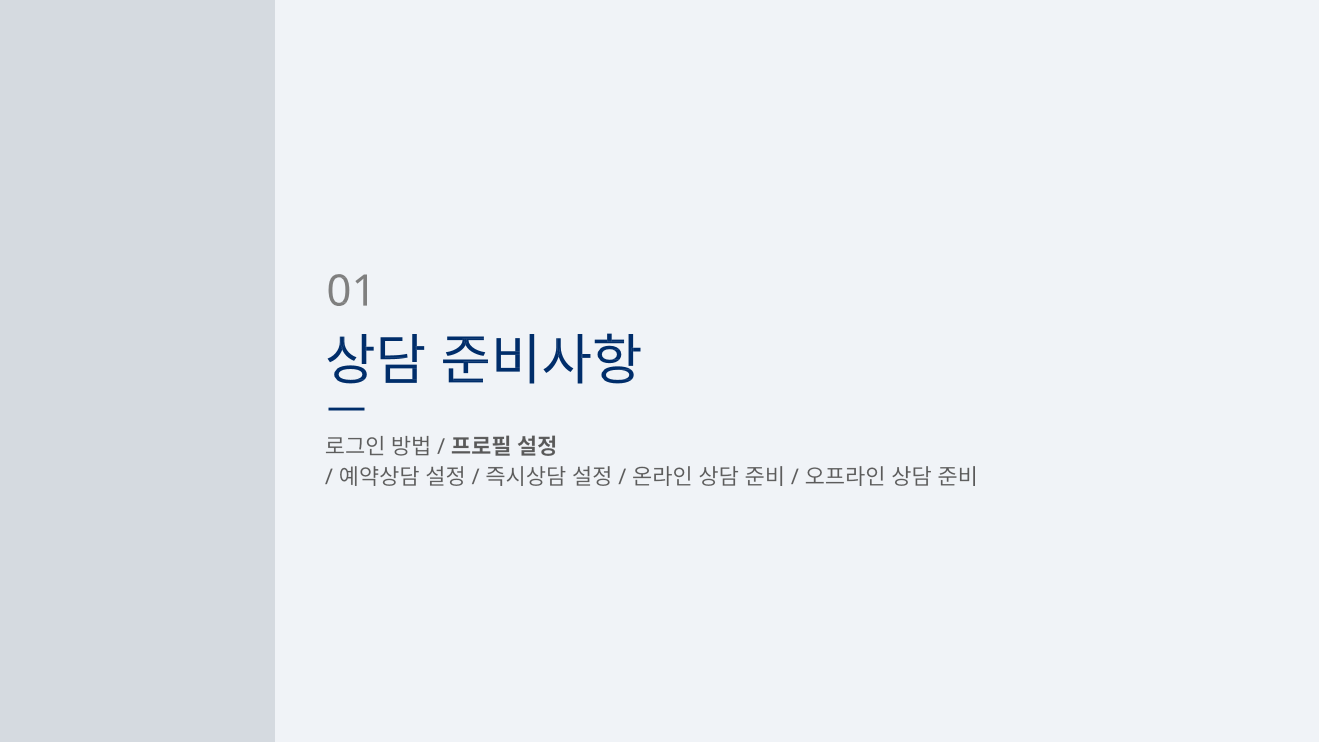 01
상담 준비사항
로그인 방법 / 프로필 설정
/ 예약상담 설정 / 즉시상담 설정 / 온라인 상담 준비 / 오프라인 상담 준비